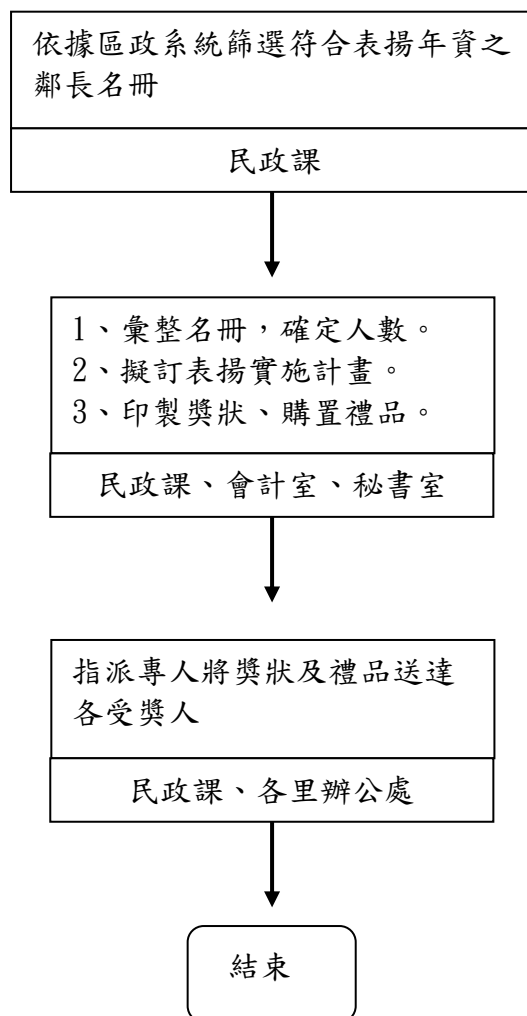 依據區政系統篩選符合表揚年資之
鄰長名冊
民政課
1、彙整名冊，確定人數。
2、擬訂表揚實施計畫。
3、印製獎狀、購置禮品。
民政課、會計室、秘書室
指派專人將獎狀及禮品送達
各受獎人
民政課、各里辦公處
結束